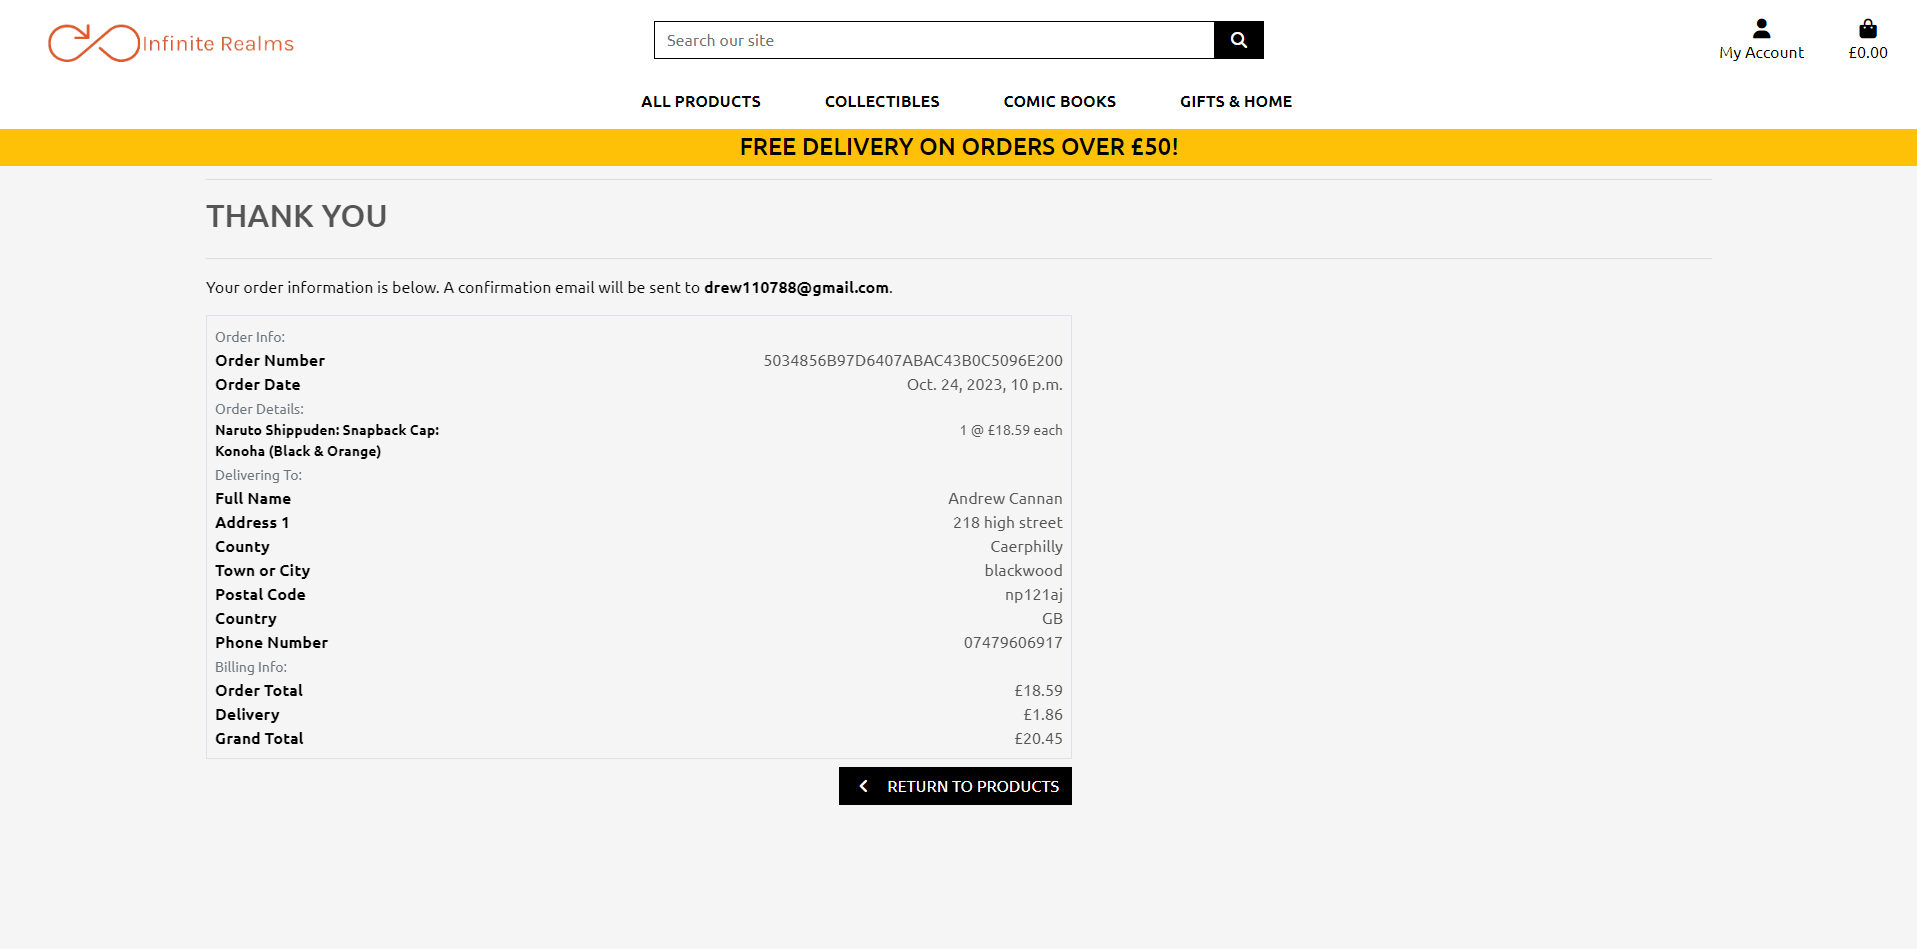 Infinite Realms
Search our site
My Account
£0.00
ALL PRODUCTS COLLECTIBLES COMIC BOOKS GIFTS & HOME
FREE DELIVERY ON ORDERS OVER £50!
THANK YOU
Your order information is below. A confirmation email will be sent to drew110788@gmail.com.
Order Info:
Order Number 5034856B97D6407ABAC43B0C5096E200
Order Date Oct. 24, 2023, 10 p.m.
Order Details:
Naruto Shippuden: Snapback Cap: 1 @ £18.59 each
Konoha (Black & Orange)
Delivering To:
Full Name Andrew Cannan
Address 1 218 high street
County Caerphilly
Town or City blackwood
Postal Code np121aj
Country GB
Phone Number 07479606917
Billing Info:
Order Total £18.59
Delivery £1.86
Grand Total £20.45
RETURN TO PRODUCTS